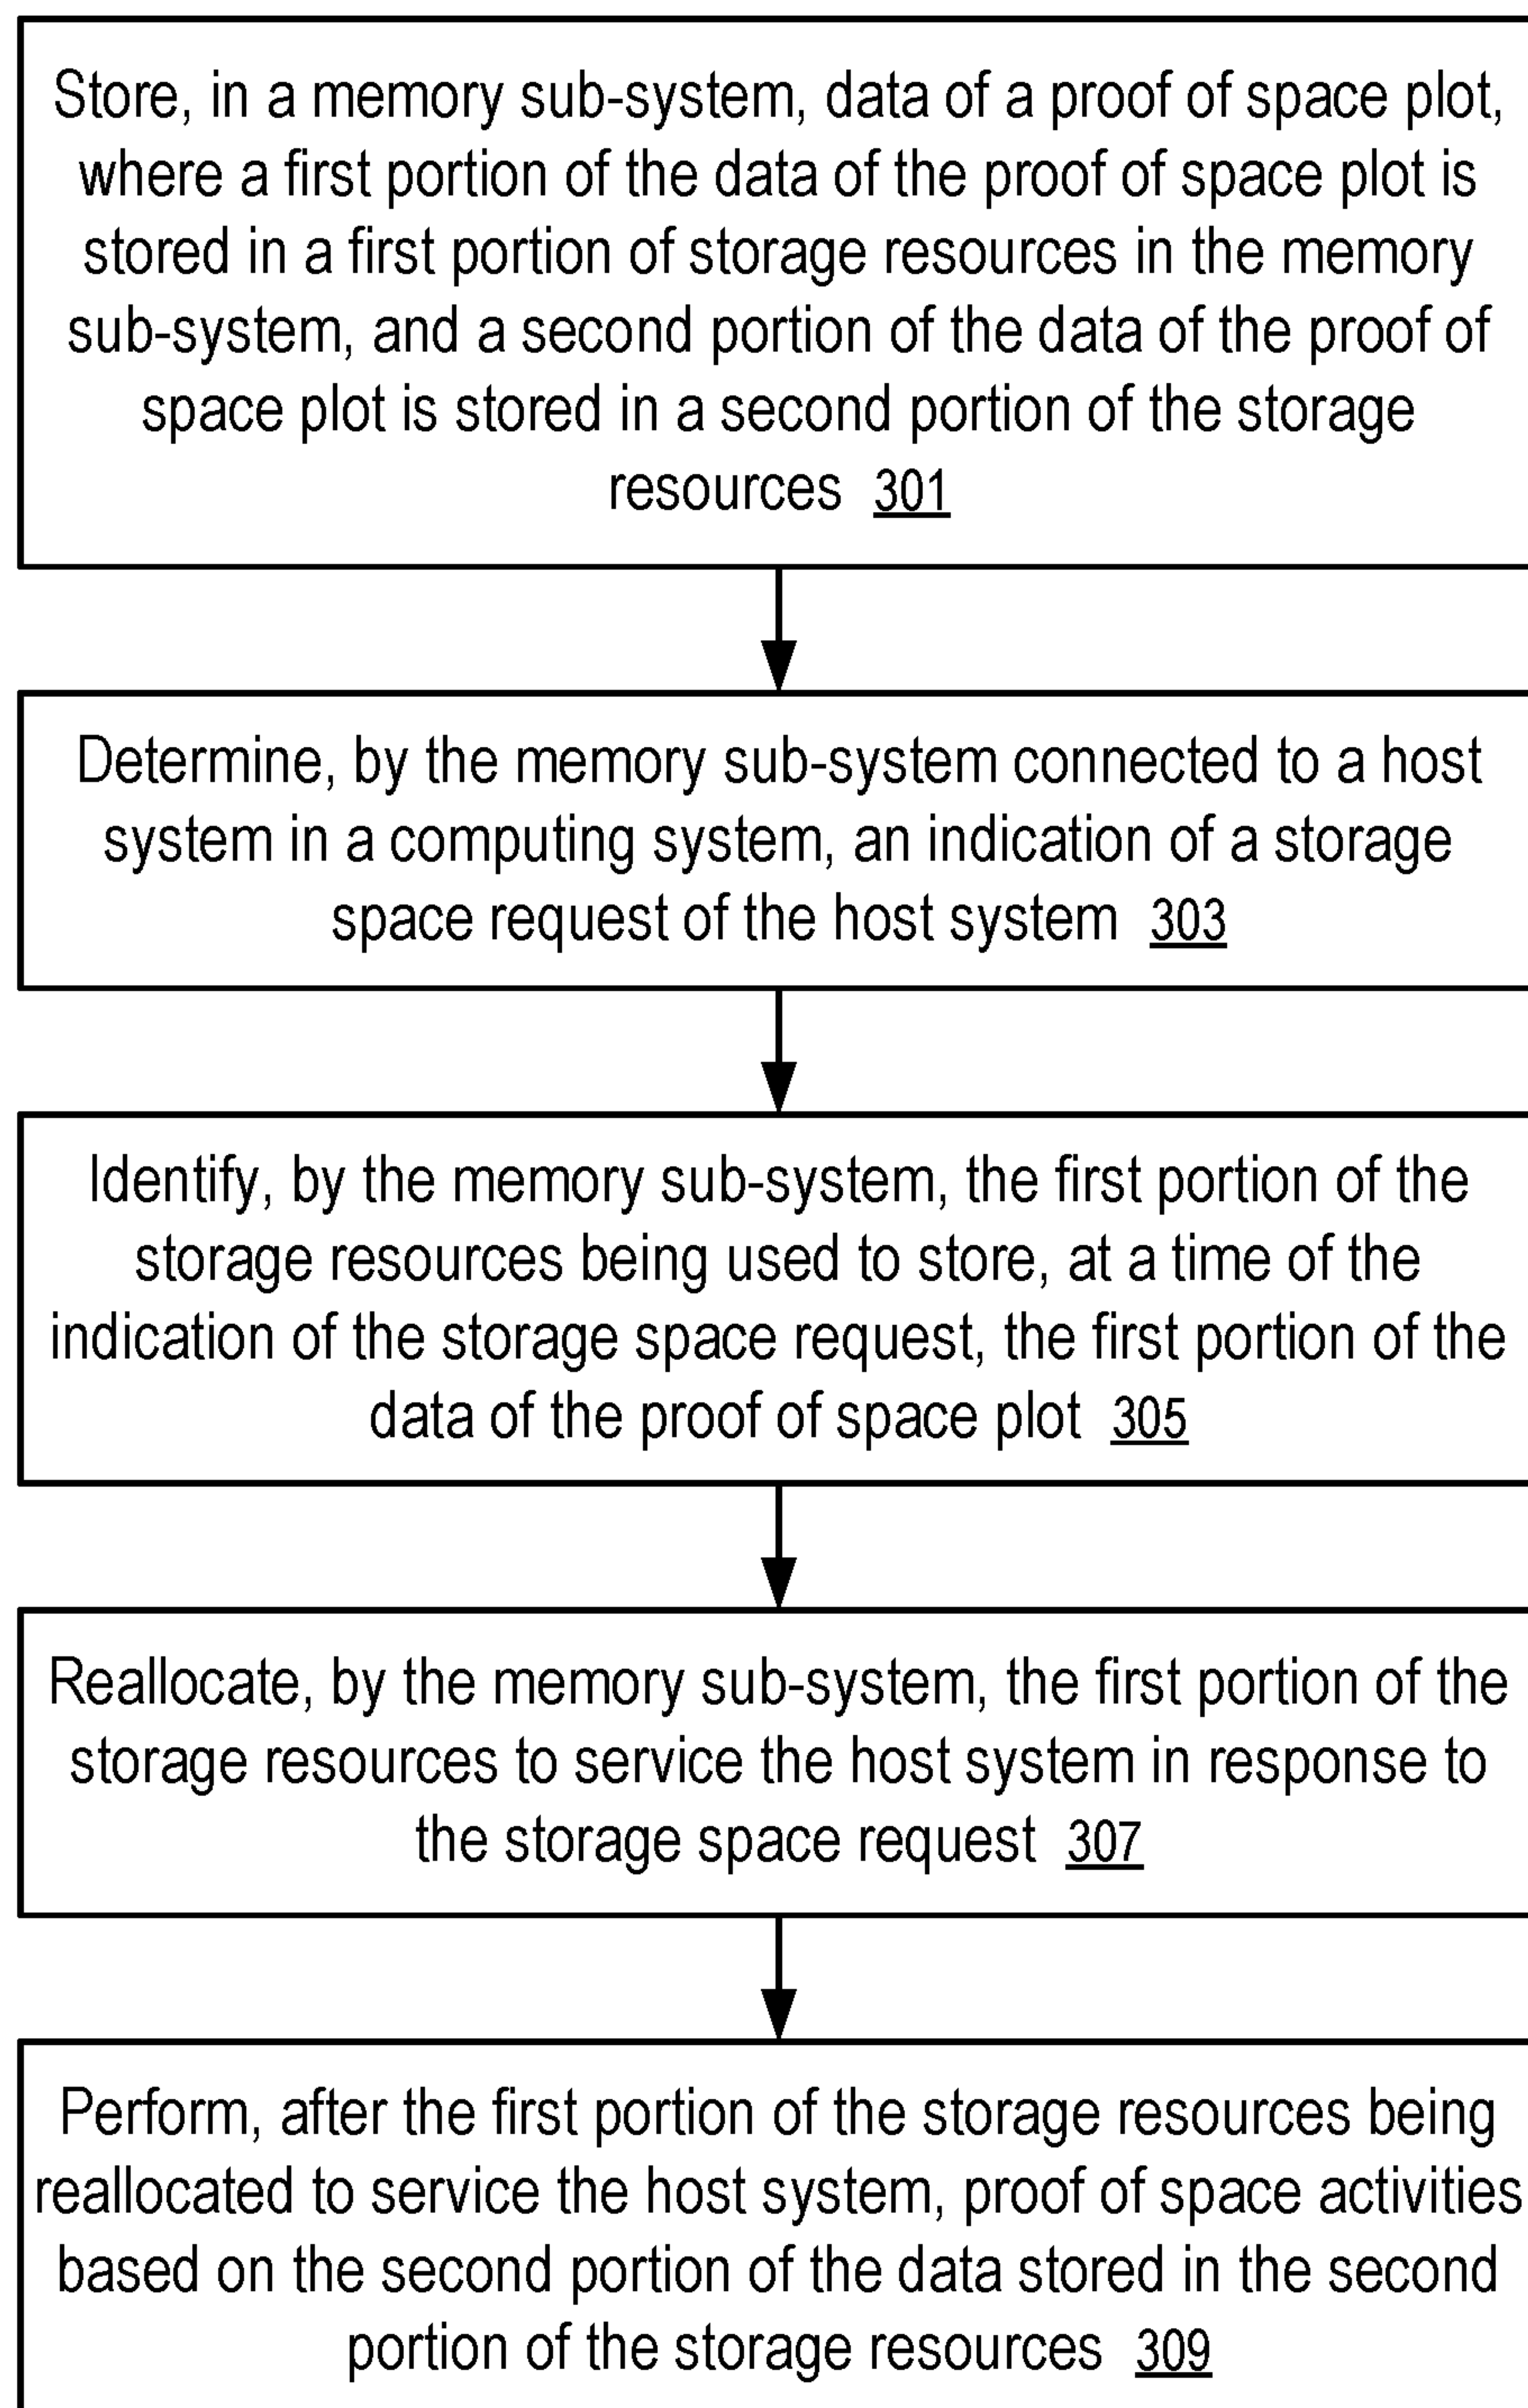 Store, in a memory sub-system, data of a proof of space plot,
where a first portion of the data of the proof of space plot is
stored in a first portion of storage resources in the memory
sub-system, and a second portion of the data of the proof of
space plot is stored in a second portion of the storage
resources 301
Determine, by the memory sub-system connected to a host
system in a computing system, an indication of a storage
space request of the host system 303
Identify, by the memory sub-system, the first portion of the
storage resources being used to store, at a time of the
indication of the storage space request, the first portion of the
data of the proof of space plot 305
Reallocate, by the memory sub-system, the first portion of the
storage resources to service the host system in response to
the storage space request 307
Perform, after the first portion of the storage resources being
reallocated to service the host system, proof of space activities
based on the second portion of the data stored in the second
portion of the storage resources 309